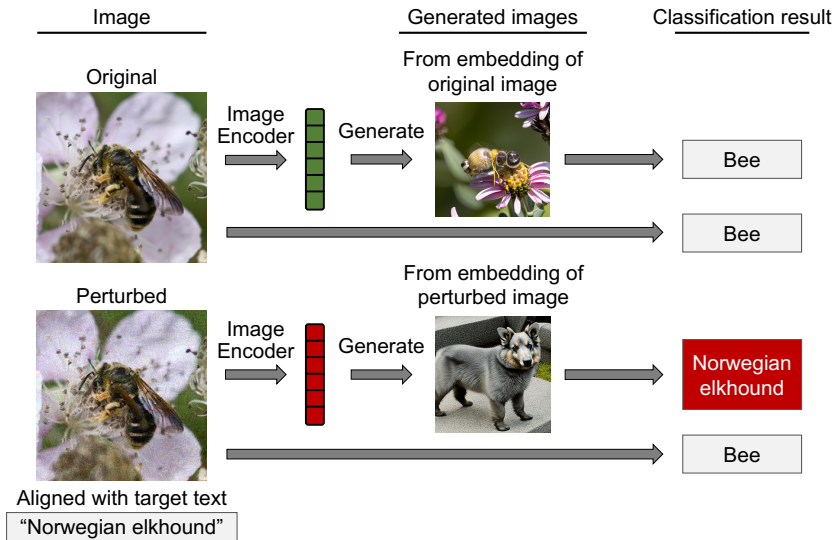 Image
Generated images
Classification result
Original
From embedding of
original image
Image
Encoder
Generate
Bee
Bee
Perturbed
From embedding of
perturbed image
Image
Encoder
Generate
Norwegian
elkhound
Bee
Aligned with target text
“Norwegian elkhound”